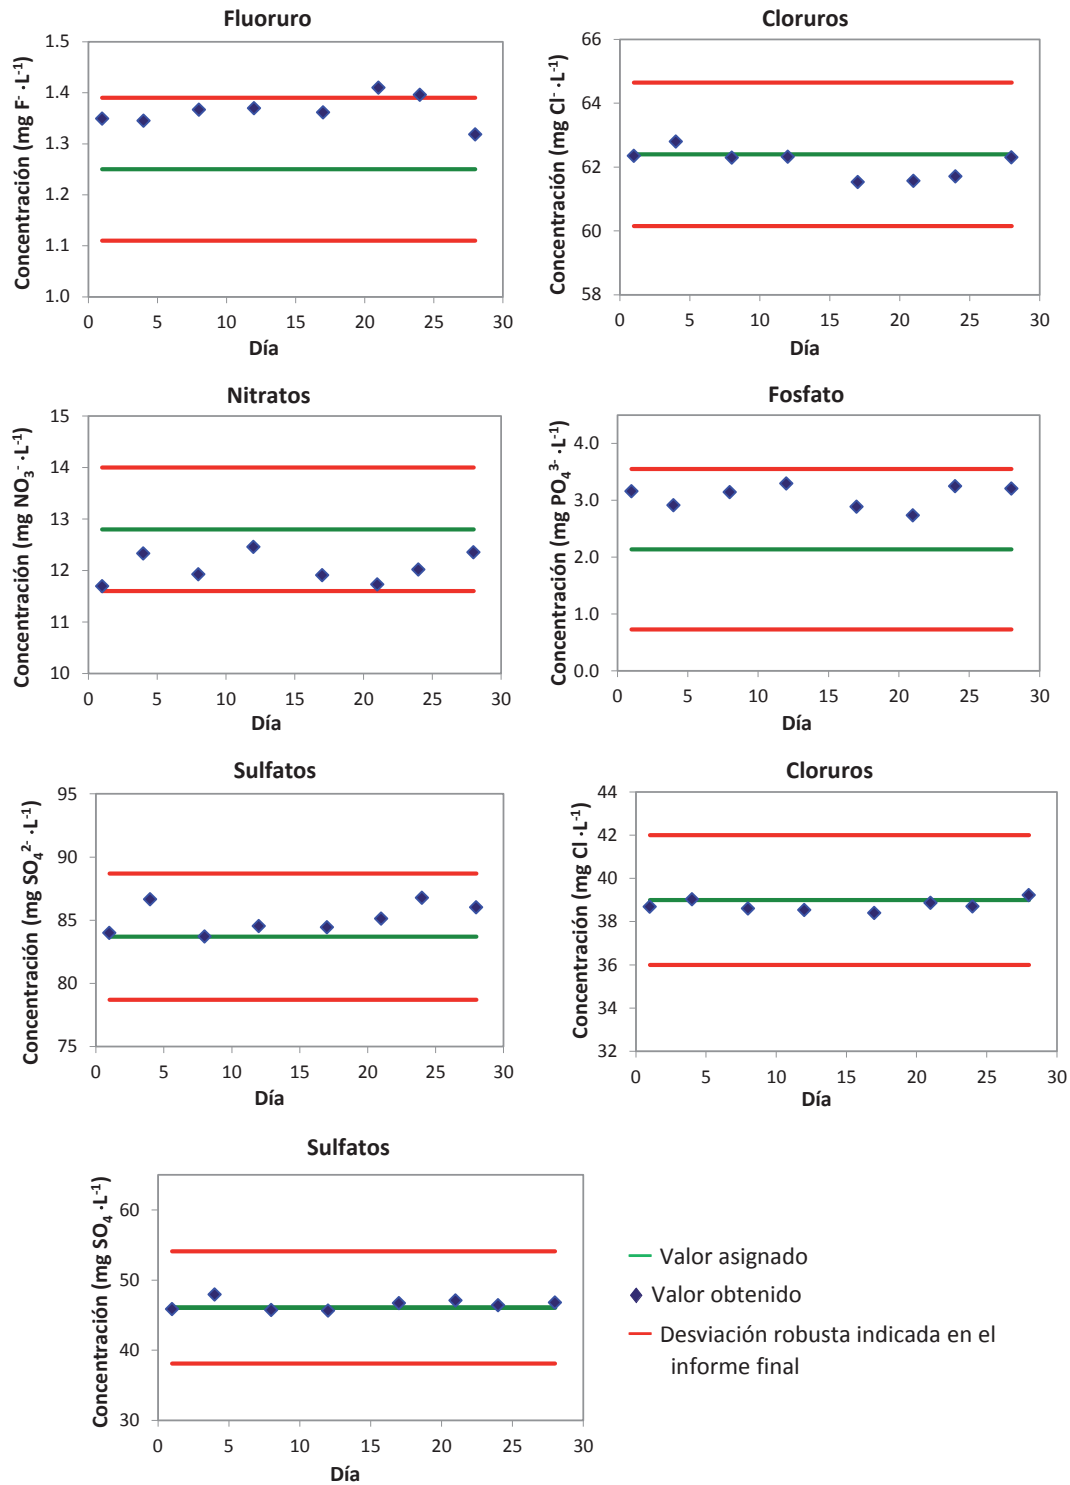 Fluoruro
Concentración (mg F⁻·L⁻¹)
1.5
1.4
1.3
1.2
1.1
1.0
0 5 10 15 20 25 30
Día
Cloruros
Concentración (mg Cl⁻·L⁻¹)
66
64
62
60
58
0 5 10 15 20 25 30
Día
Nitratos
Concentración (mg NO₃⁻·L⁻¹)
15
14
13
12
11
10
0 5 10 15 20 25 30
Día
Fosfato
Concentración (mg PO₄³⁻·L⁻¹)
4.0
3.0
2.0
1.0
0.0
0 5 10 15 20 25 30
Día
Sulfatos
Concentración (mg SO₄²⁻·L⁻¹)
95
90
85
80
75
0 5 10 15 20 25 30
Día
Cloruros
Concentración (mg Cl·L⁻¹)
44
42
40
38
36
34
32
0 5 10 15 20 25 30
Día
Sulfatos
Concentración (mg SO₄·L⁻¹)
60
50
40
30
0 5 10 15 20 25 30
Día
Valor asignado
Valor obtenido
Desviación robusta indicada en el
informe final